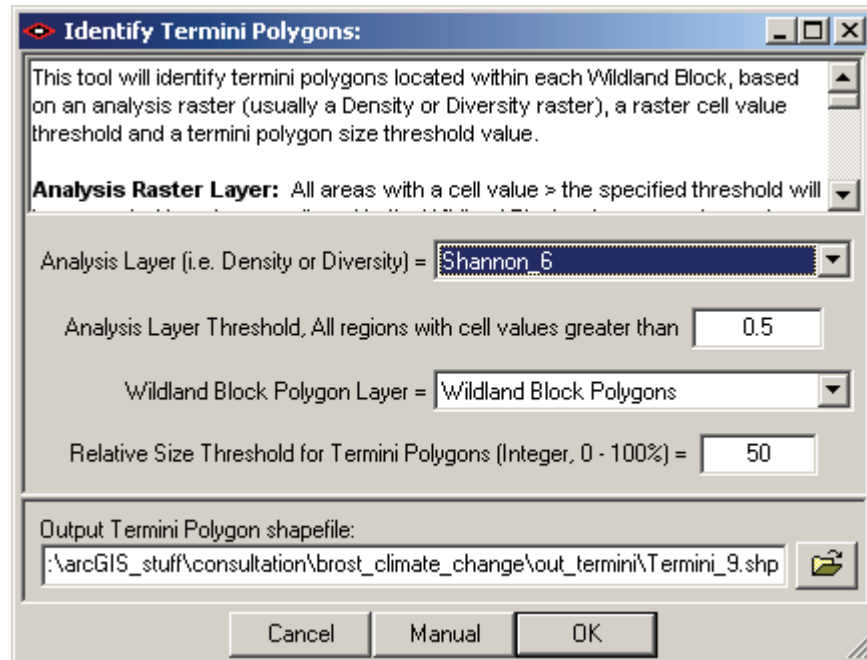 Identify Termini Polygons:
This tool will identify termini polygons located within each Wildland Block, based
on an analysis raster (usually a Density or Diversity raster), a raster cell value
threshold and a termini polygon size threshold value.
Analysis Raster Layer: All areas with a cell value > the specified threshold will
Analysis Layer (i.e. Density or Diversity) = Shannon_6
Analysis Layer Threshold, All regions with cell values greater than 0.5
Wildland Block Polygon Layer = Wildland Block Polygons
Relative Size Threshold for Termini Polygons (Integer, 0 - 100%) = 50
Output Termini Polygon shapefile:
:\arcGIS_stuff\consultation\brost_climate_change\out_termini\Termini_9.shp
Cancel Manual OK